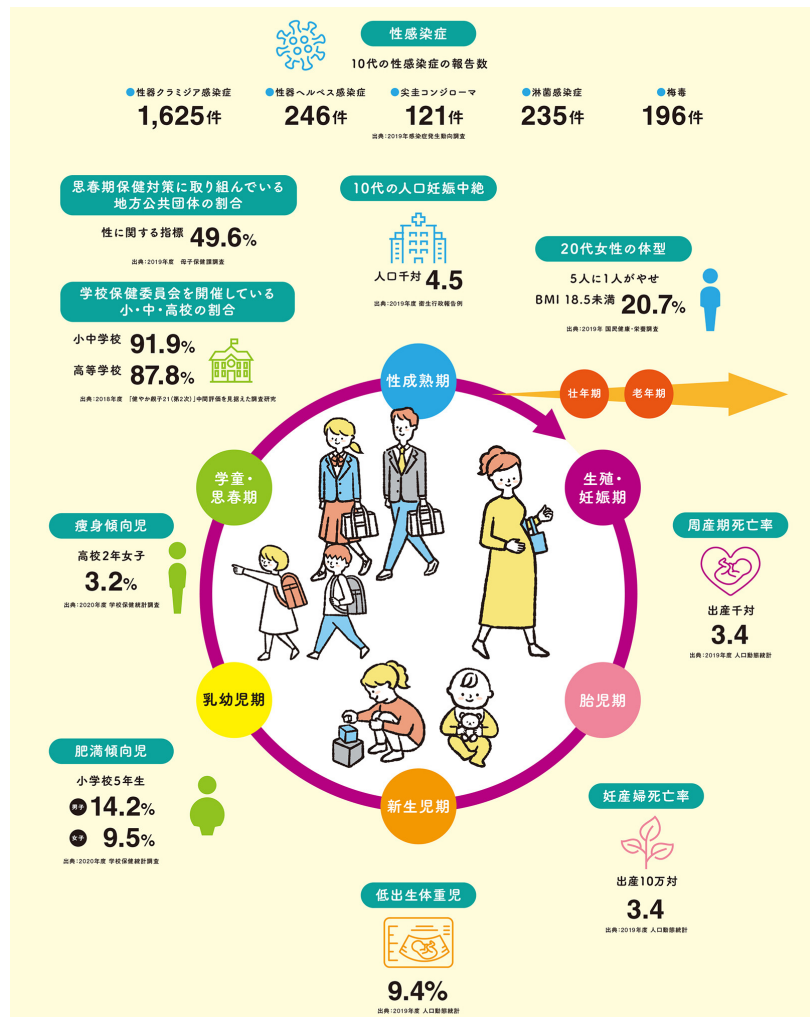 性感染症
10代の性感染症の報告数
●性器クラミジア感染症
1,625件
●性器ヘルペス感染症
246件
●尖圭コンジローマ
121件
●淋菌感染症
235件
●梅毒
196件
出典:2019年感染症発生動向調査
思春期保健対策に取り組んでいる
地方公共団体の割合
性に関する指標 49.6%
出典:2019年度　母子保健課調査
10代の人口妊娠中絶
人口千対 4.5
出典:2019年度 衛生行政報告例
20代女性の体型
5人に1人がやせ
BMI 18.5未満 20.7%
出典:2019年 国民健康・栄養調査
学校保健委員会を開催している
小・中・高校の割合
小中学校 91.9%
高等学校 87.8%
出典:2018年度　「健やか親子21(第2次)」中間評価を見据えた調査研究
性成熟期
壮年期
老年期
学童・
思春期
生殖・
妊娠期
痩身傾向児
高校2年女子
3.2%
出典:2020年度 学校保健統計調査
周産期死亡率
出産千対
3.4
出典:2019年度 人口動態統計
乳幼児期
胎児期
肥満傾向児
小学校5年生
男子 14.2%
女子 9.5%
出典:2020年度 学校保健統計調査
新生児期
妊産婦死亡率
出産10万対
3.4
出典:2019年度 人口動態統計
低出生体重児
9.4%
出典:2019年度 人口動態統計